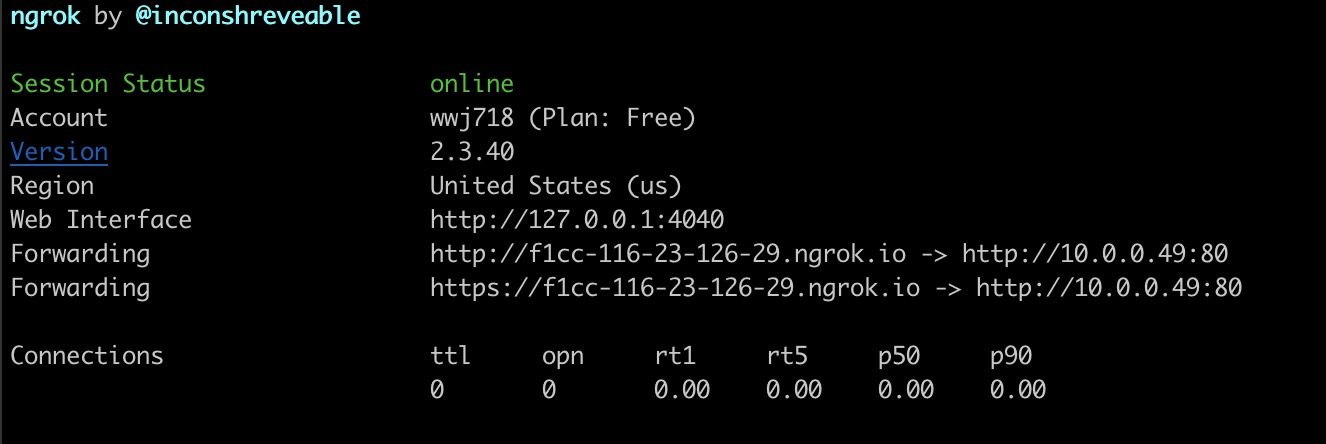 ngrok by @inconshreveable
Session Status online
Account wwj718 (Plan: Free)
Version 2.3.40
Region United States (us)
Web Interface http://127.0.0.1:4040
Forwarding http://f1cc-116-23-126-29.ngrok.io -> http://10.0.0.49:80
Forwarding https://f1cc-116-23-126-29.ngrok.io -> http://10.0.0.49:80
Connections ttl opn rt1 rt5 p50 p90
0 0 0.00 0.00 0.00 0.00